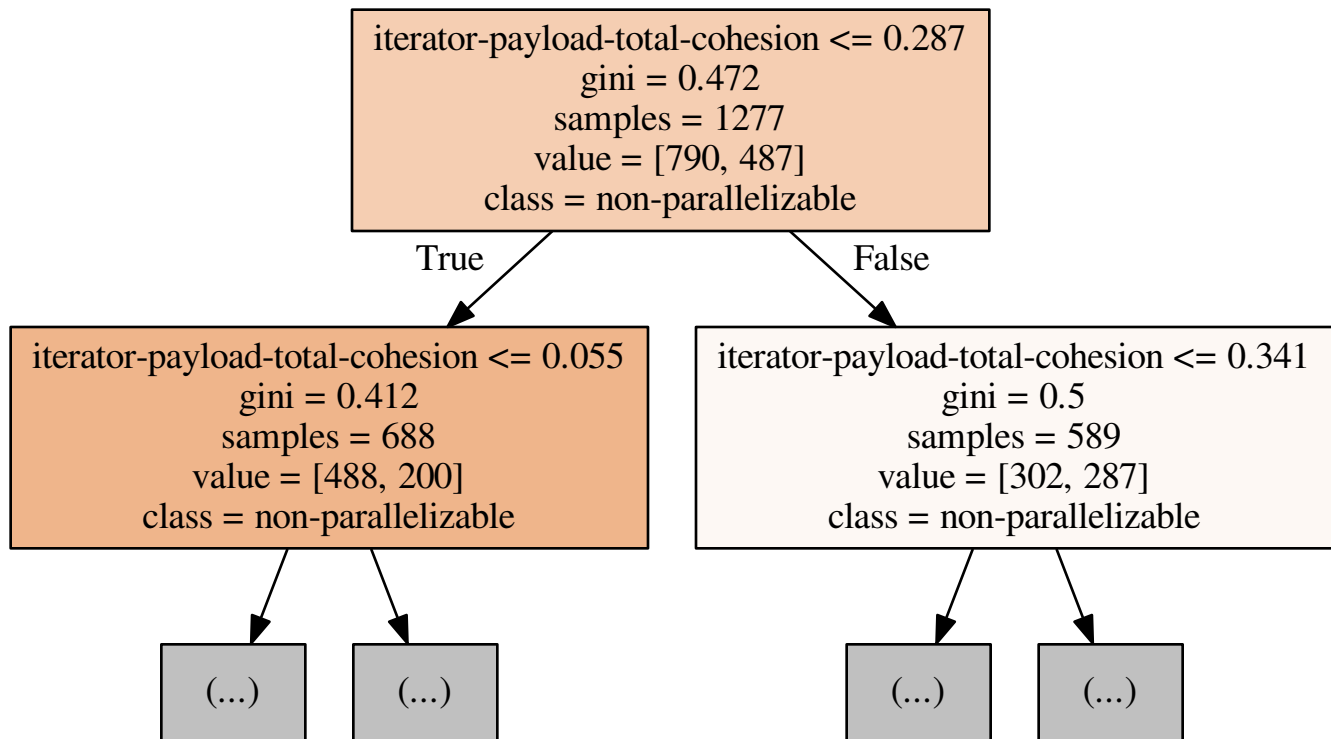 iterator-payload-total-cohesion <= 0.287
gini = 0.472
samples = 1277
value = [790, 487]
class = non-parallelizable
True
False
iterator-payload-total-cohesion <= 0.055
gini = 0.412
samples = 688
value = [488, 200]
class = non-parallelizable
iterator-payload-total-cohesion <= 0.341
gini = 0.5
samples = 589
value = [302, 287]
class = non-parallelizable
(...)
(...)
(...)
(...)